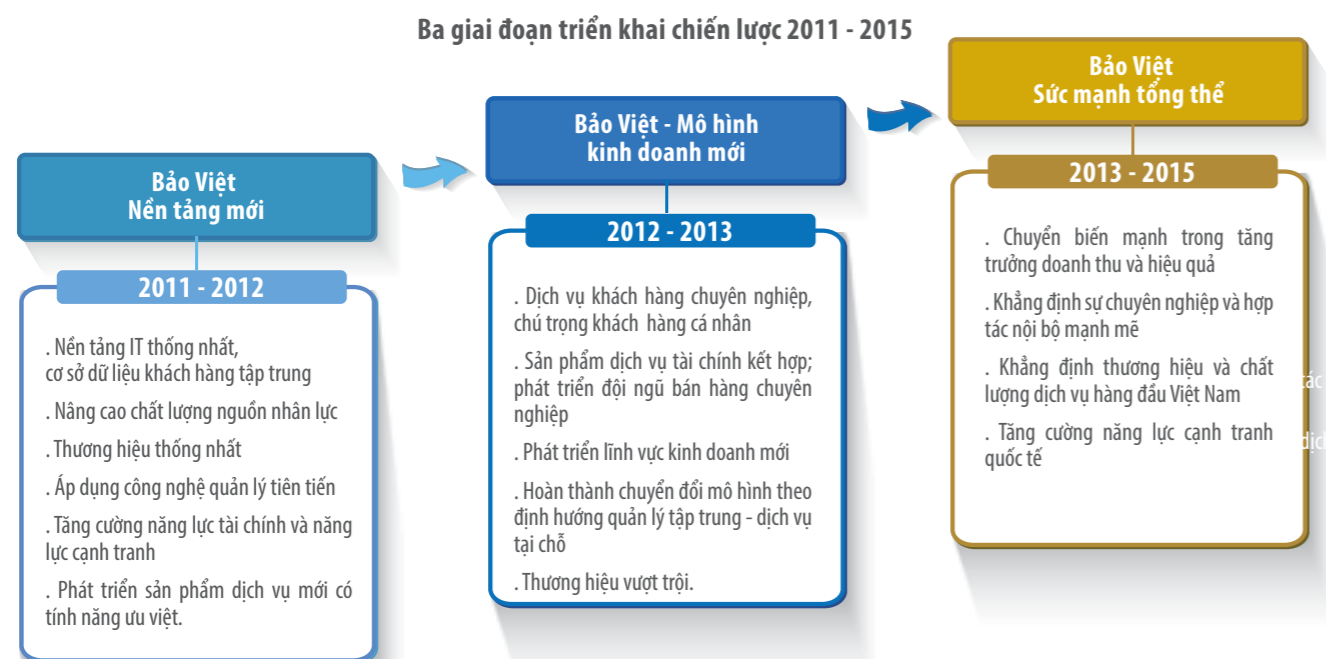 Ba giai đoạn triển khai chiến lược 2011 - 2015
Bảo Việt
Nền tảng mới
2011 - 2012
. Nền tảng IT thống nhất,
cơ sở dữ liệu khách hàng tập trung
. Nâng cao chất lượng nguồn nhân lực
. Thương hiệu thống nhất
. Áp dụng công nghệ quản lý tiên tiến
. Tăng cường năng lực tài chính và năng
lực cạnh tranh
. Phát triển sản phẩm dịch vụ mới có
tính năng ưu việt.
Bảo Việt - Mô hình
kinh doanh mới
2012 - 2013
. Dịch vụ khách hàng chuyên nghiệp,
chú trọng khách hàng cá nhân
. Sản phẩm dịch vụ tài chính kết hợp;
phát triển đội ngũ bán hàng chuyên
nghiệp
. Phát triển lĩnh vực kinh doanh mới
. Hoàn thành chuyển đổi mô hình theo
định hướng quản lý tập trung - dịch vụ
tại chỗ
. Thương hiệu vượt trội.
Bảo Việt
Sức mạnh tổng thể
2013 - 2015
. Chuyển biến mạnh trong tăng
trưởng doanh thu và hiệu quả
. Khẳng định sự chuyên nghiệp và hợp
tác nội bộ mạnh mẽ
. Khẳng định thương hiệu và chất
lượng dịch vụ hàng đầu Việt Nam
. Tăng cường năng lực cạnh tranh
quốc tế